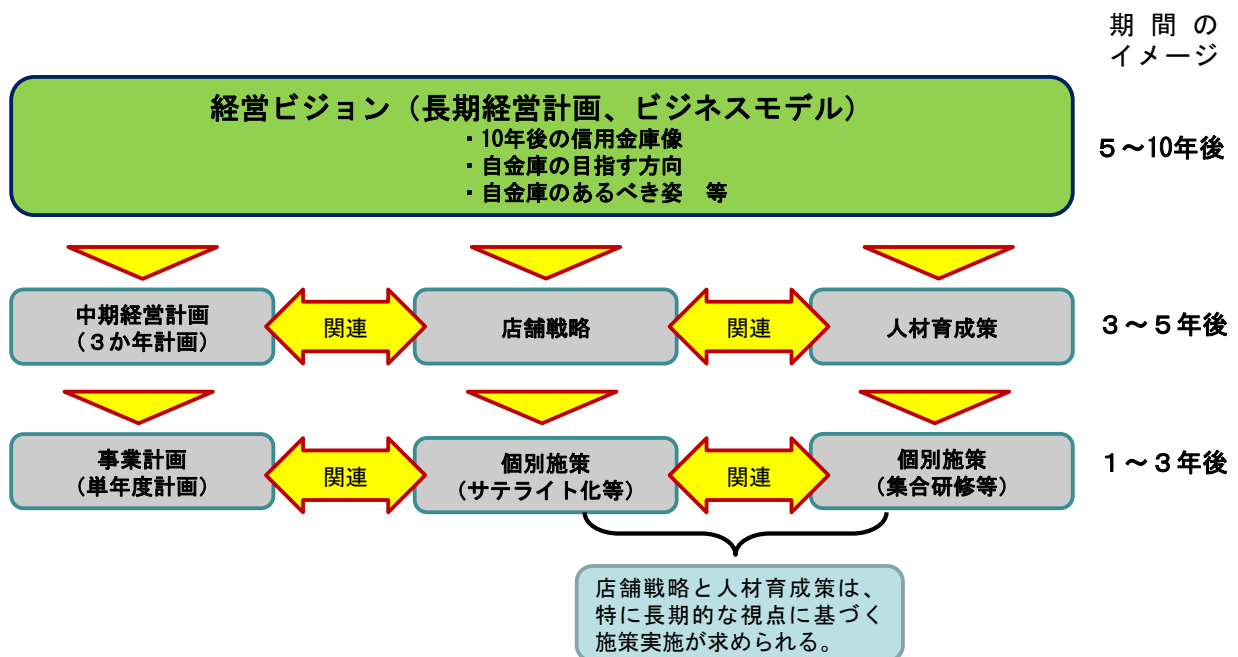 期間の
イメージ
経営ビジョン（長期経営計画、ビジネスモデル）
・10年後の信用金庫像
・自金庫の目指す方向
・自金庫のあるべき姿　等
５～10年後
中期経営計画
（３か年計画）
関連
店舗戦略
関連
人材育成策
３～５年後
事業計画
（単年度計画）
関連
個別施策
（サテライト化等）
関連
個別施策
（集合研修等）
１～３年後
店舗戦略と人材育成策は、
特に長期的な視点に基づく
施策実施が求められる。